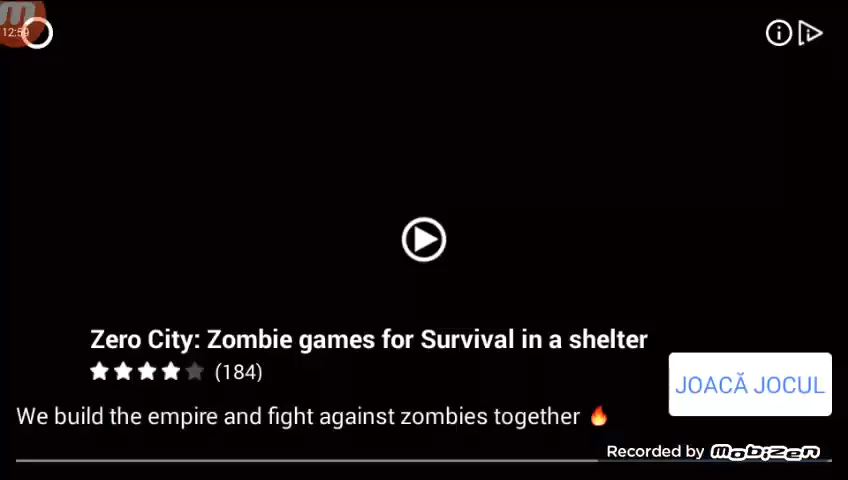 12:59
Zero City: Zombie games for Survival in a shelter
(184)
JOACĂ JOCUL
We build the empire and fight against zombies together 🔥
Recorded by mobizen